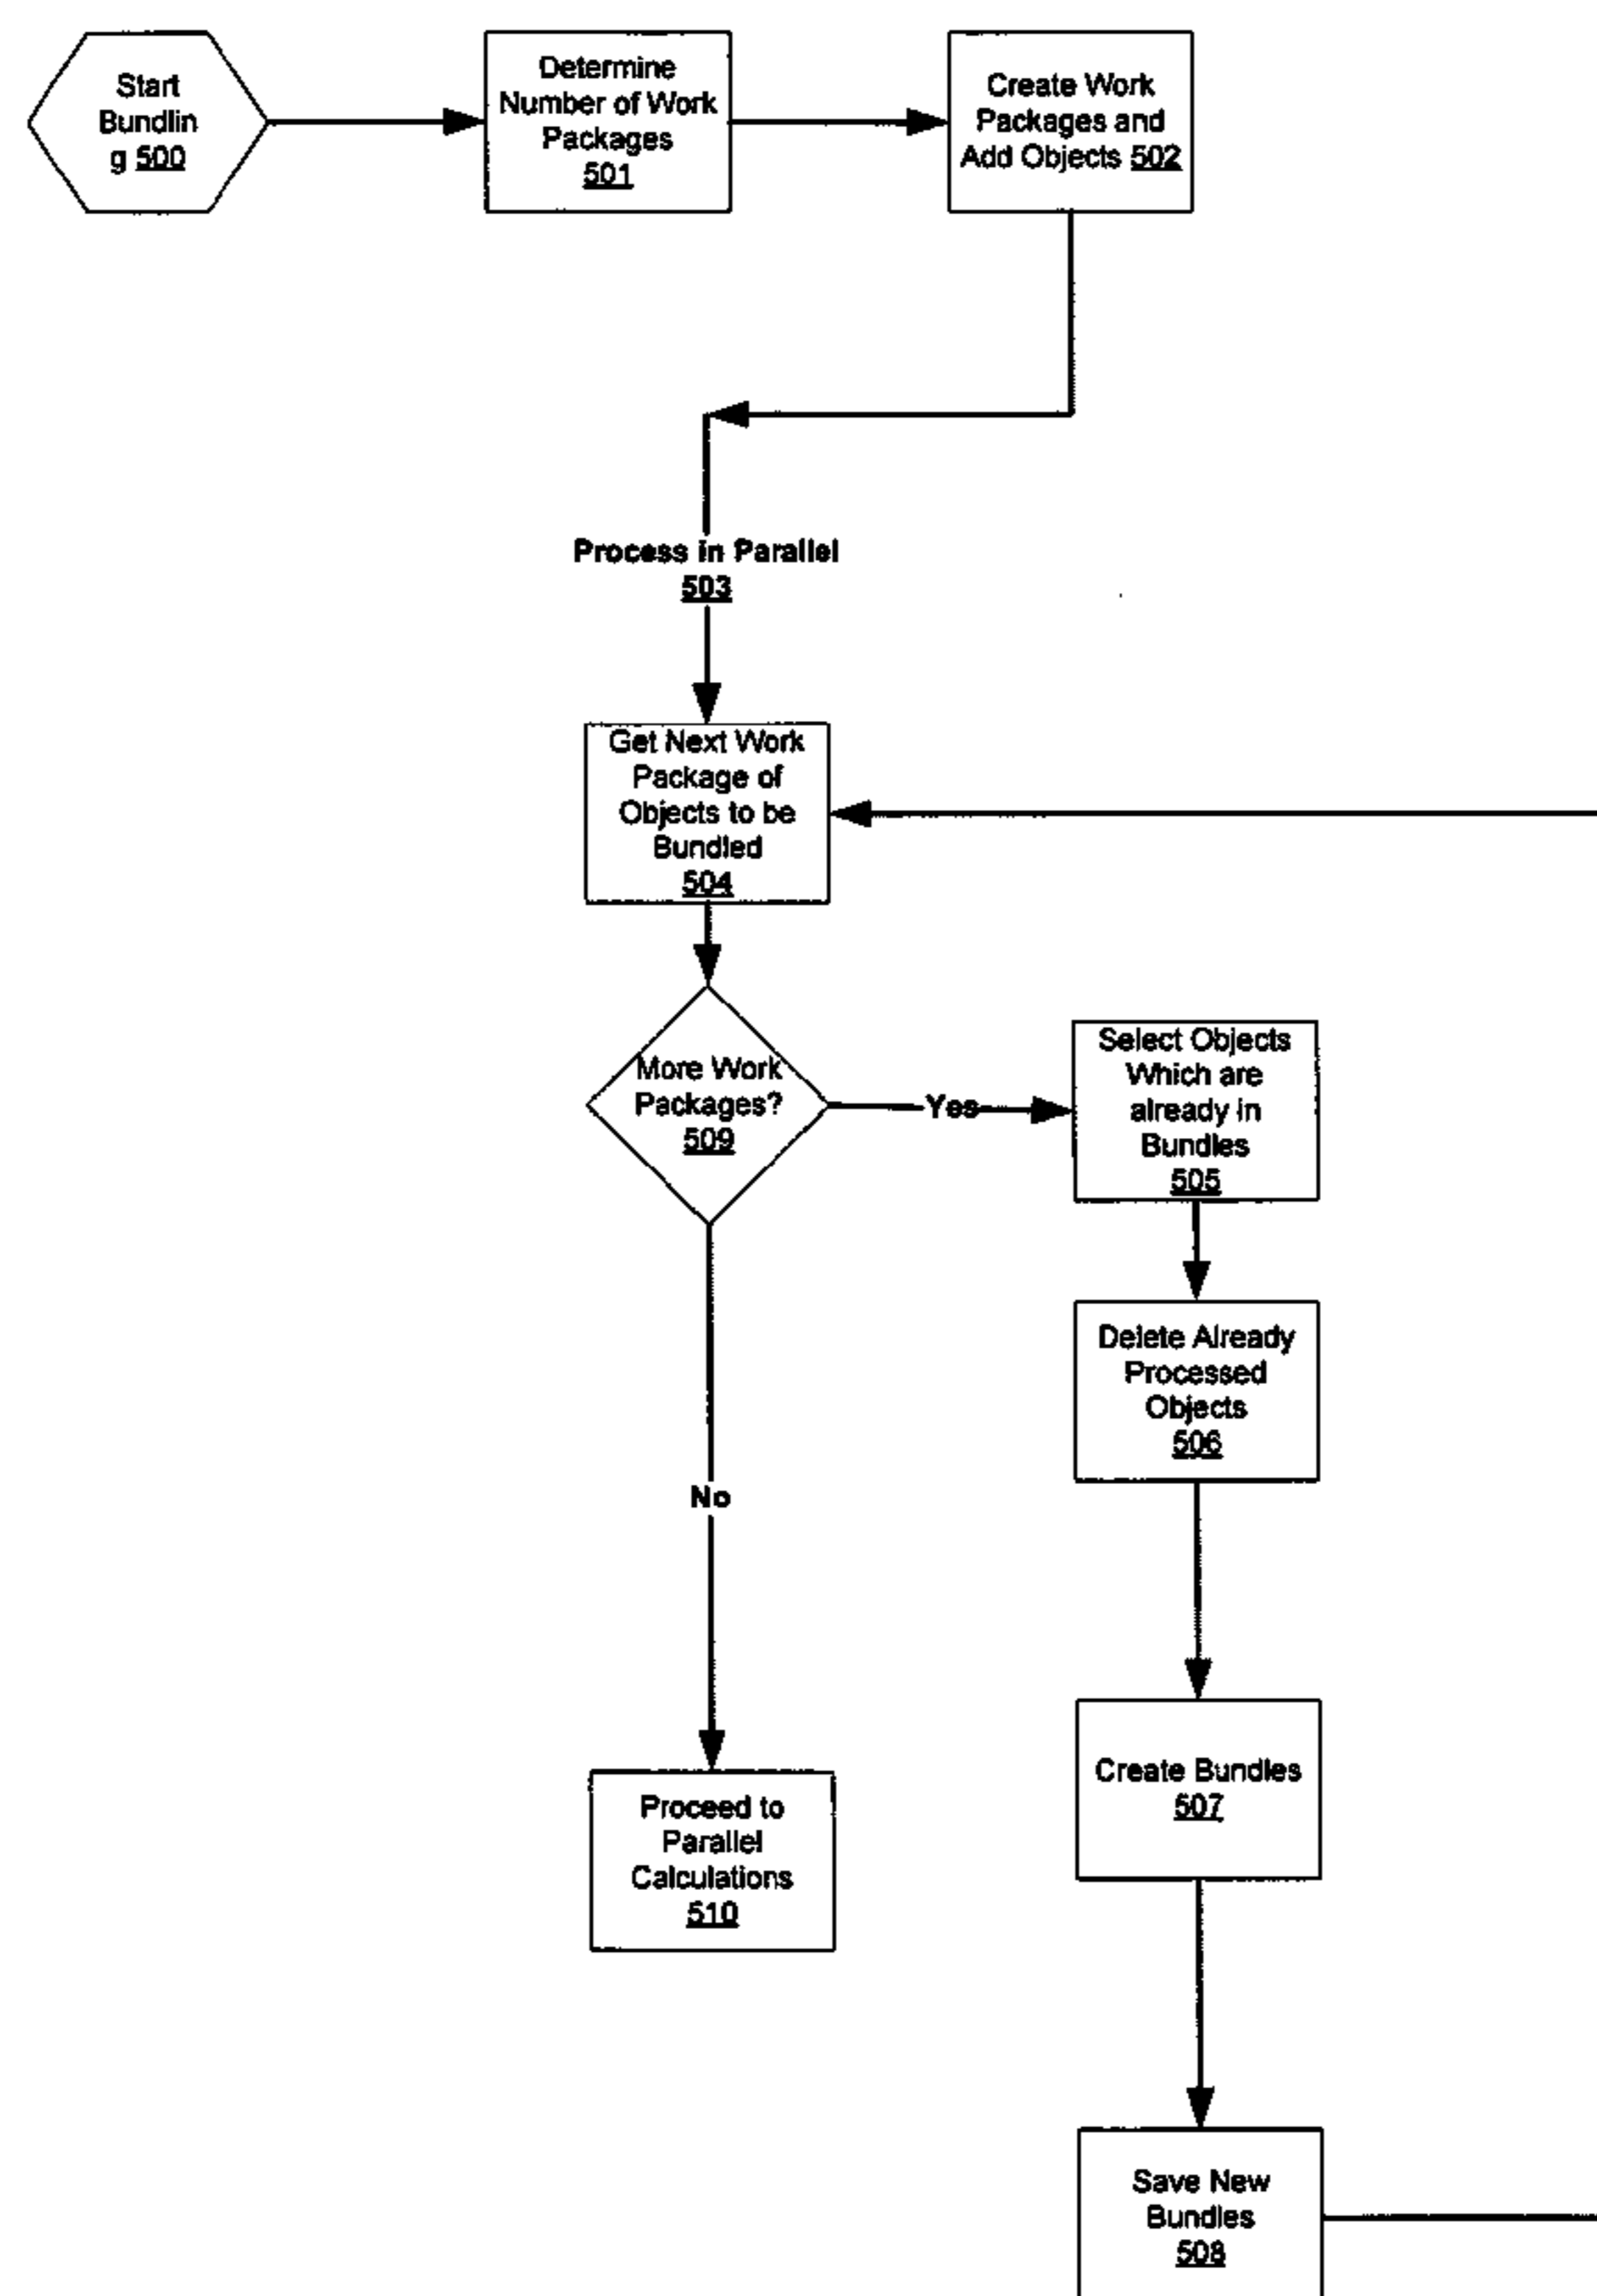 Start
Bundlin
g 500
Determine
Number of Work
Packages
501
Create Work
Packages and
Add Objects 502
Process in Parallel
503
Get Next Work
Package of
Objects to be
Bundled
504
More Work
Packages?
509
Yes
Select Objects
Which are
already in
Bundles
505
Delete Already
Processed
Objects
506
No
Create Bundles
507
Proceed to
Parallel
Calculations
510
Save New
Bundles
508